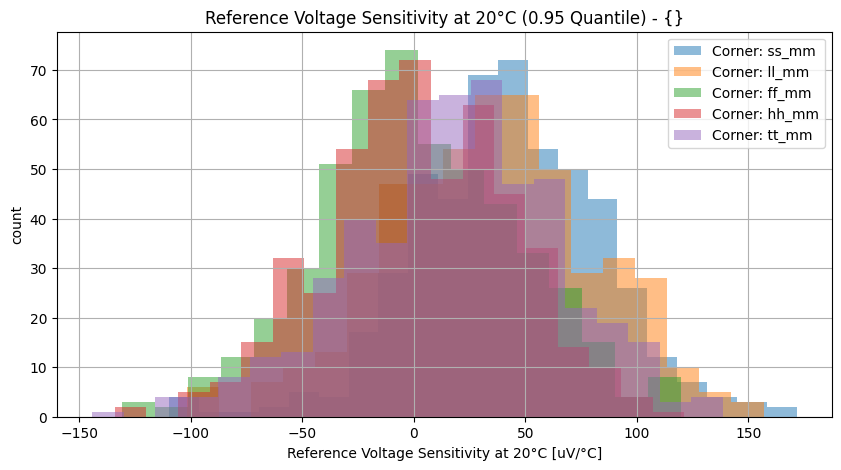 Reference Voltage Sensitivity at 20°C (0.95 Quantile) - {}
Corner: ss_mm
Corner: ll_mm
Corner: ff_mm
Corner: hh_mm
Corner: tt_mm
count
70
60
50
40
30
20
10
0
−150
−100
−50
0
50
100
150
Reference Voltage Sensitivity at 20°C [uV/°C]